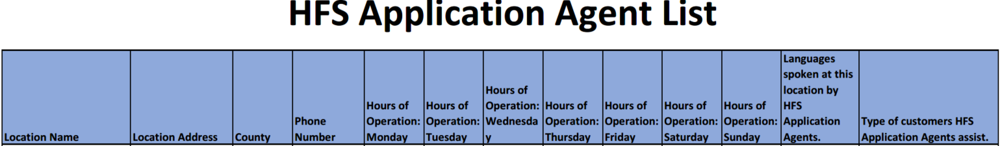 HFS Application Agent List
Location Name
Location Address
County
Phone
Number
Hours of
Operation:
Monday
Hours of
Operation:
Tuesday
Hours of
Operation:
Wednesda
y
Hours of
Operation:
Thursday
Hours of
Operation:
Friday
Hours of
Operation:
Saturday
Hours of
Operation:
Sunday
Languages
spoken at this
location by
HFS
Application
Agents.
Type of customers HFS
Application Agents assist.